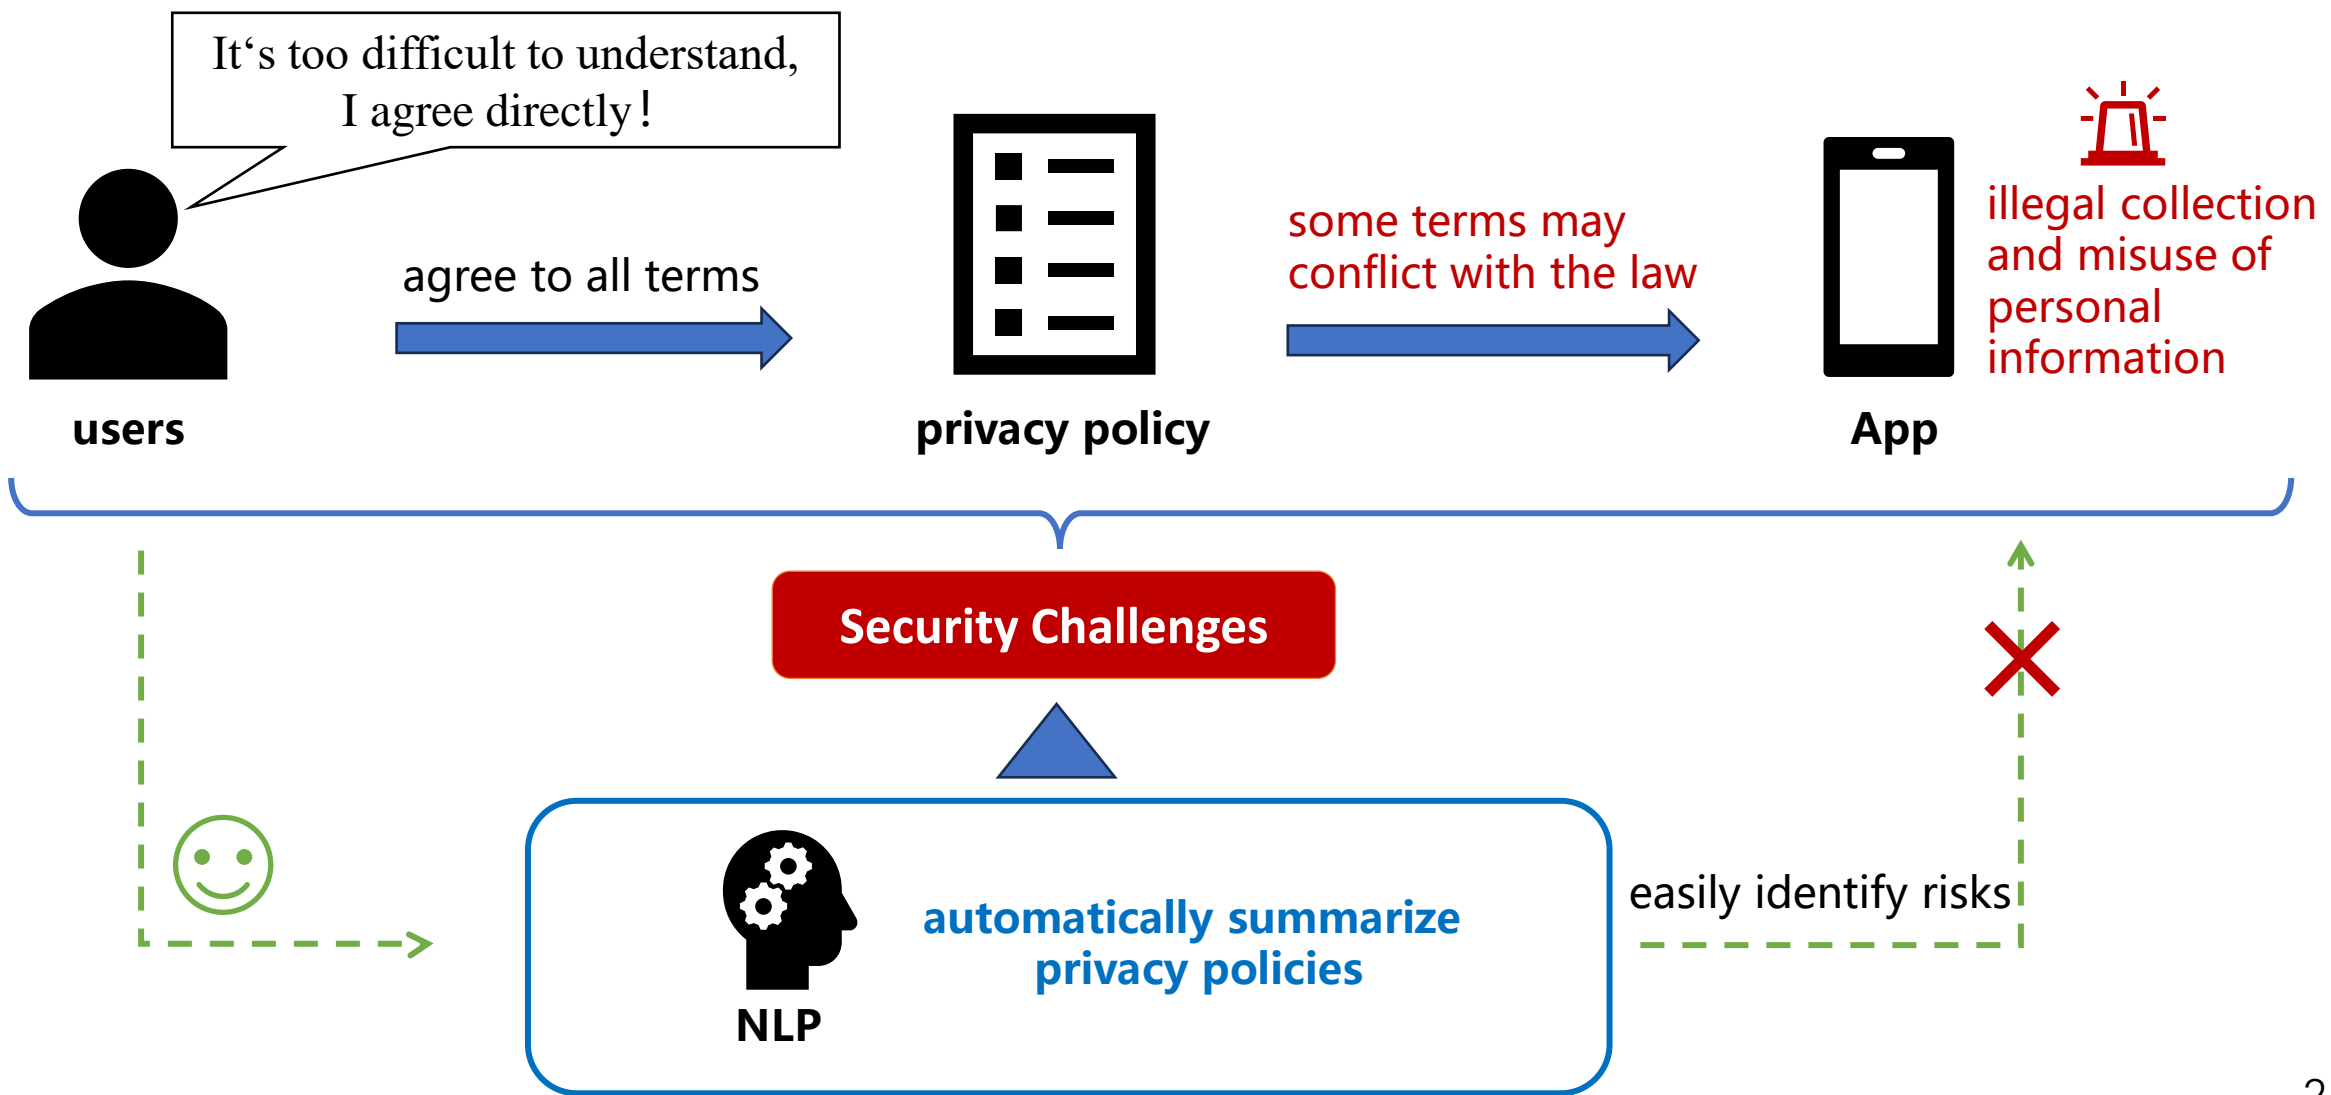 It‘s too difficult to understand,
I agree directly！
agree to all terms
some terms may
conflict with the law
illegal collection
and misuse of
personal
information
users
privacy policy
App
Security Challenges
automatically summarize
privacy policies
NLP
easily identify risks
2